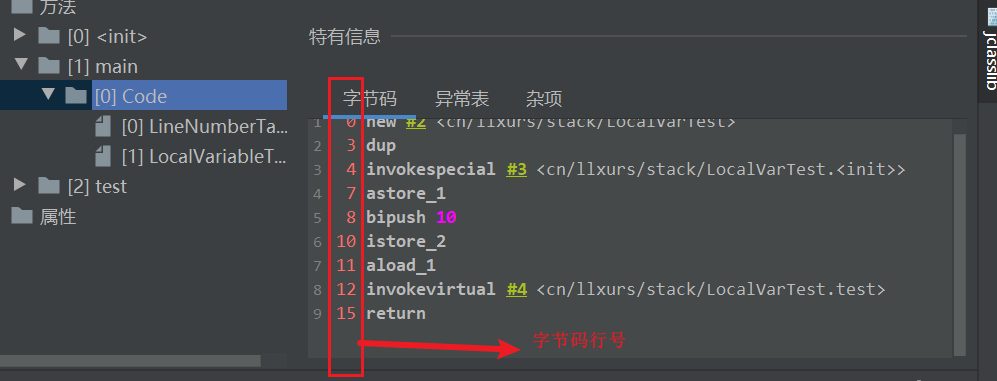 方法
[0] <init>
[1] main
[0] Code
[0] LineNumberTa...
[1] LocalVariableT...
[2] test
属性
特有信息
字节码 异常表 杂项
1 0 new #2 <cn/llxurs/stack/LocalVarTest>
2 3 dup
3 4 invokespecial #3 <cn/llxurs/stack/LocalVarTest.<init>>
4 7 astore_1
5 8 bipush 10
6 10 istore_2
7 11 aload_1
8 12 invokevirtual #4 <cn/llxurs/stack/LocalVarTest.test>
9 15 return
字节码行号
jclasslib